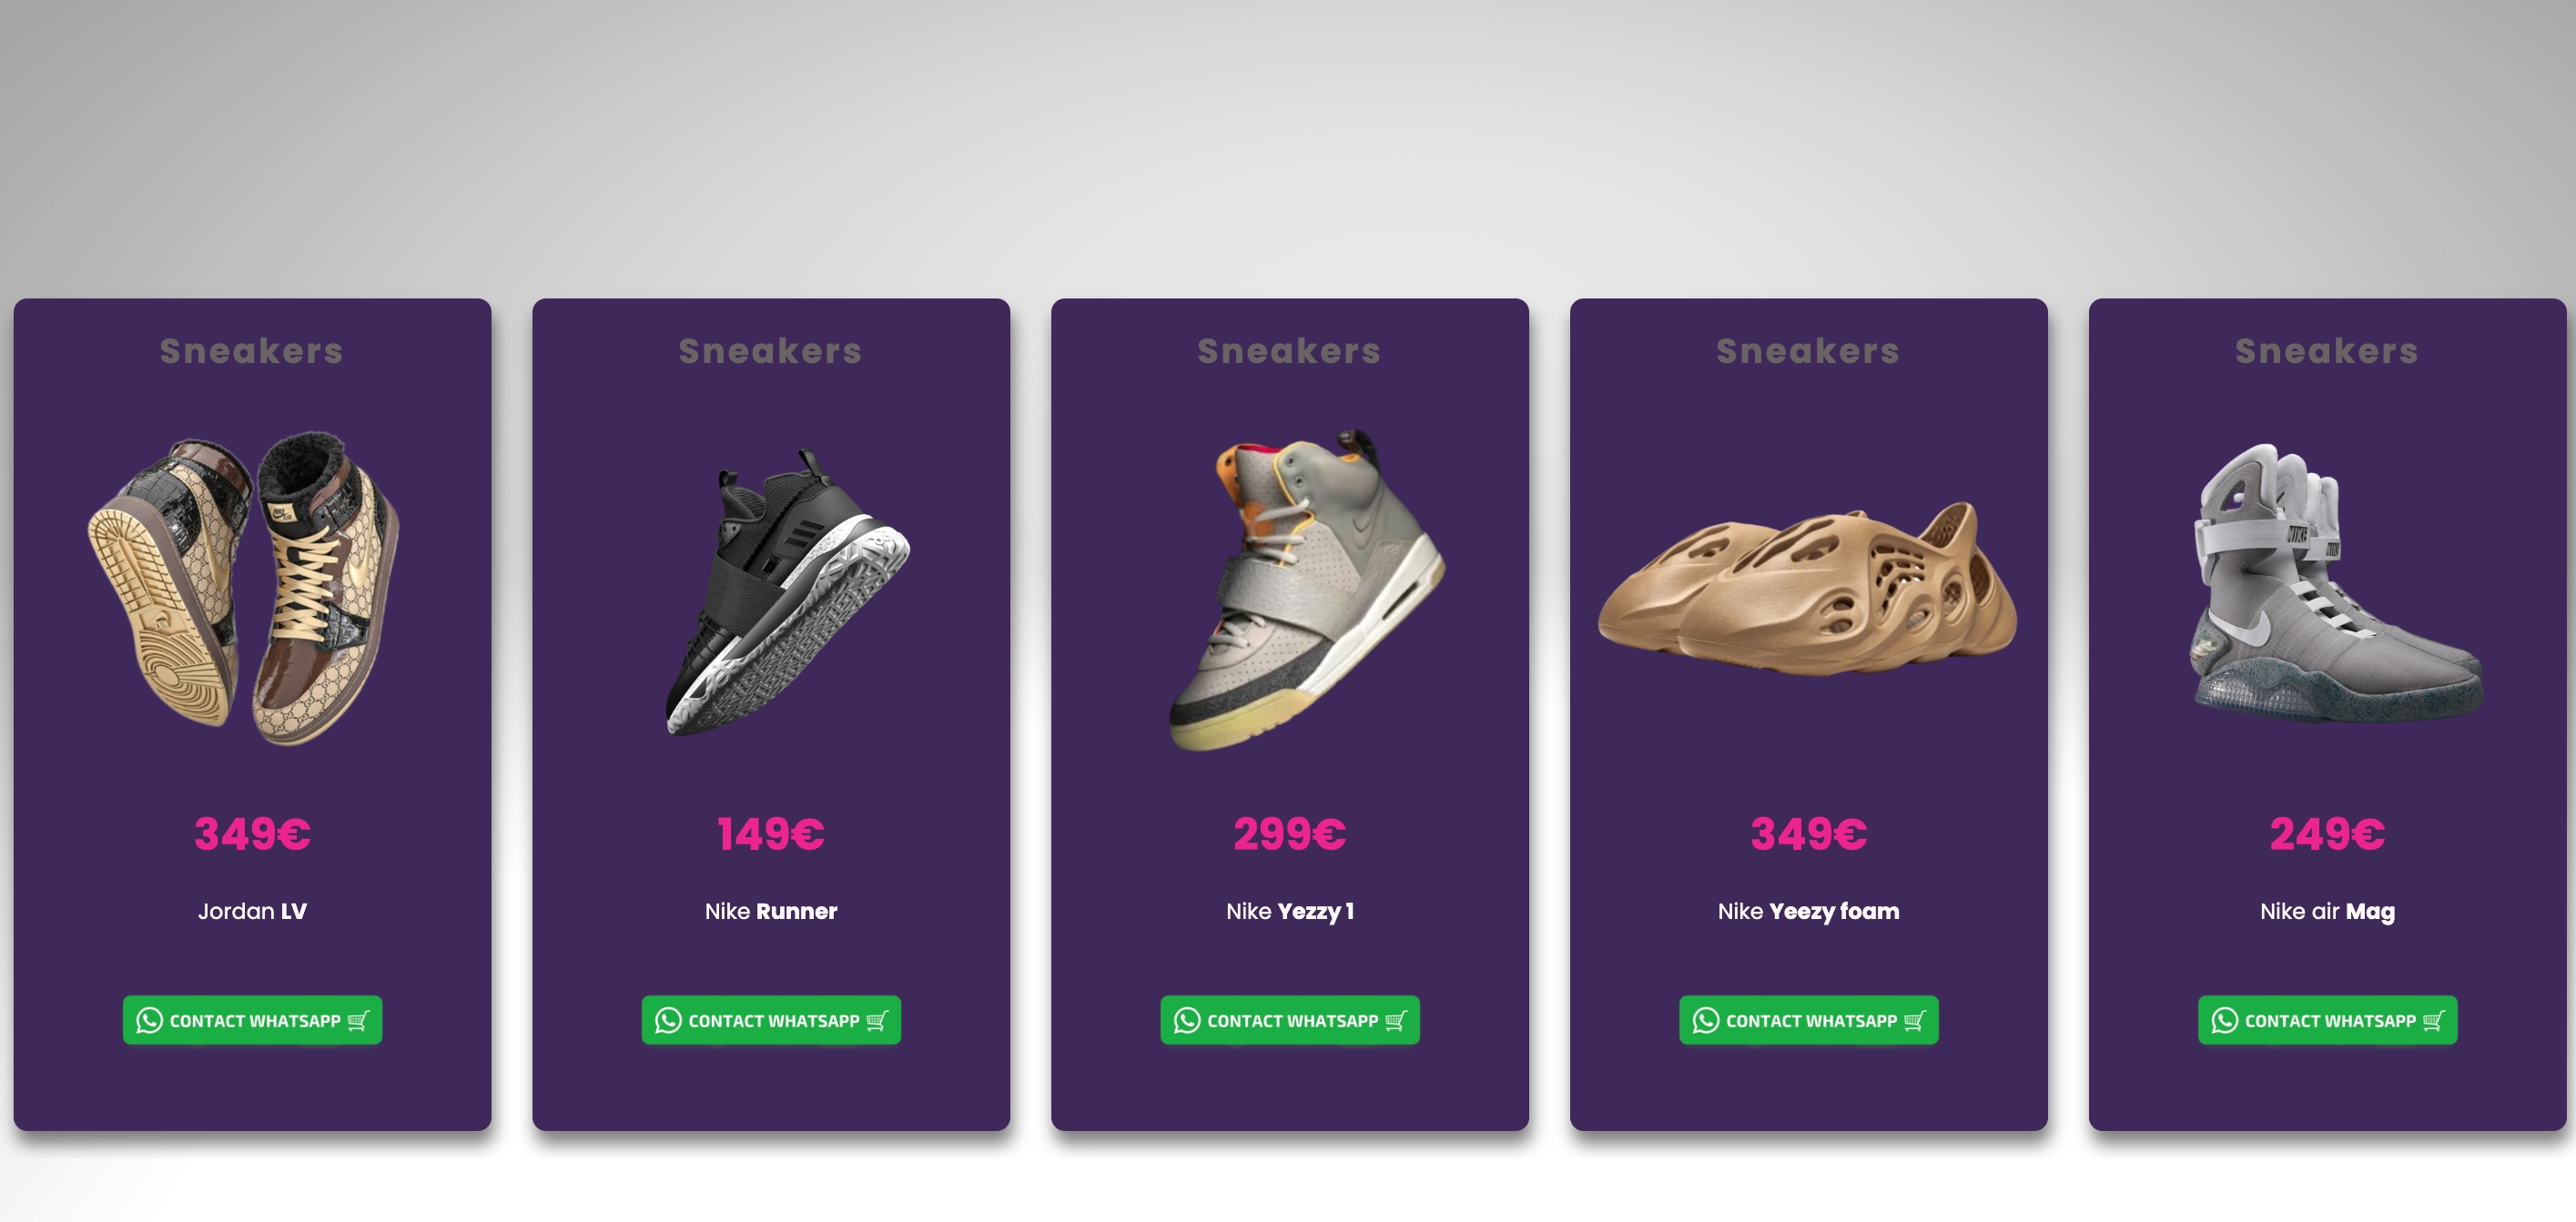 Sneakers
349€
Jordan LV
CONTACT WHATSAPP
Sneakers
149€
Nike Runner
CONTACT WHATSAPP
Sneakers
299€
Nike Yezzy 1
CONTACT WHATSAPP
Sneakers
349€
Nike Yeezy foam
CONTACT WHATSAPP
Sneakers
NIKE
249€
Nike air Mag
CONTACT WHATSAPP